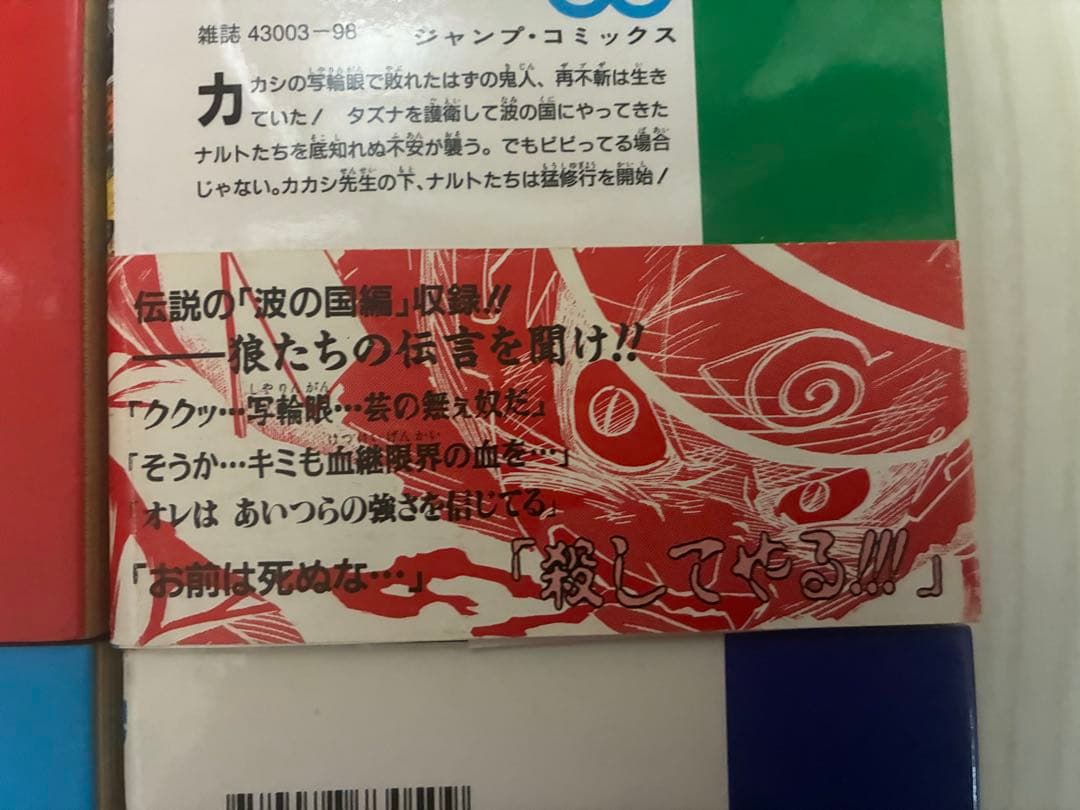 雑誌 43003-98
ジャンプ・コミックス
カカシの写輪眼で敗れたはずの鬼人、再不斬は生き
ていた! タズナを護衛して波の国にやってきた
ナルトたちを底知れぬ不安が襲う。でもビビってる場合
じゃない。カカシ先生の下、ナルトたちは猛修行を開始!
伝説の「波の国編」収録!!
――狼たちの伝言を聞け!!
「ククッ…写輪眼…芸の無ェ奴だ」
「そうか…キミも血継限界の血を…」
「オレは あいつらの強さを信じてる」
「お前は死ぬな…」
「殺してやる!!!」